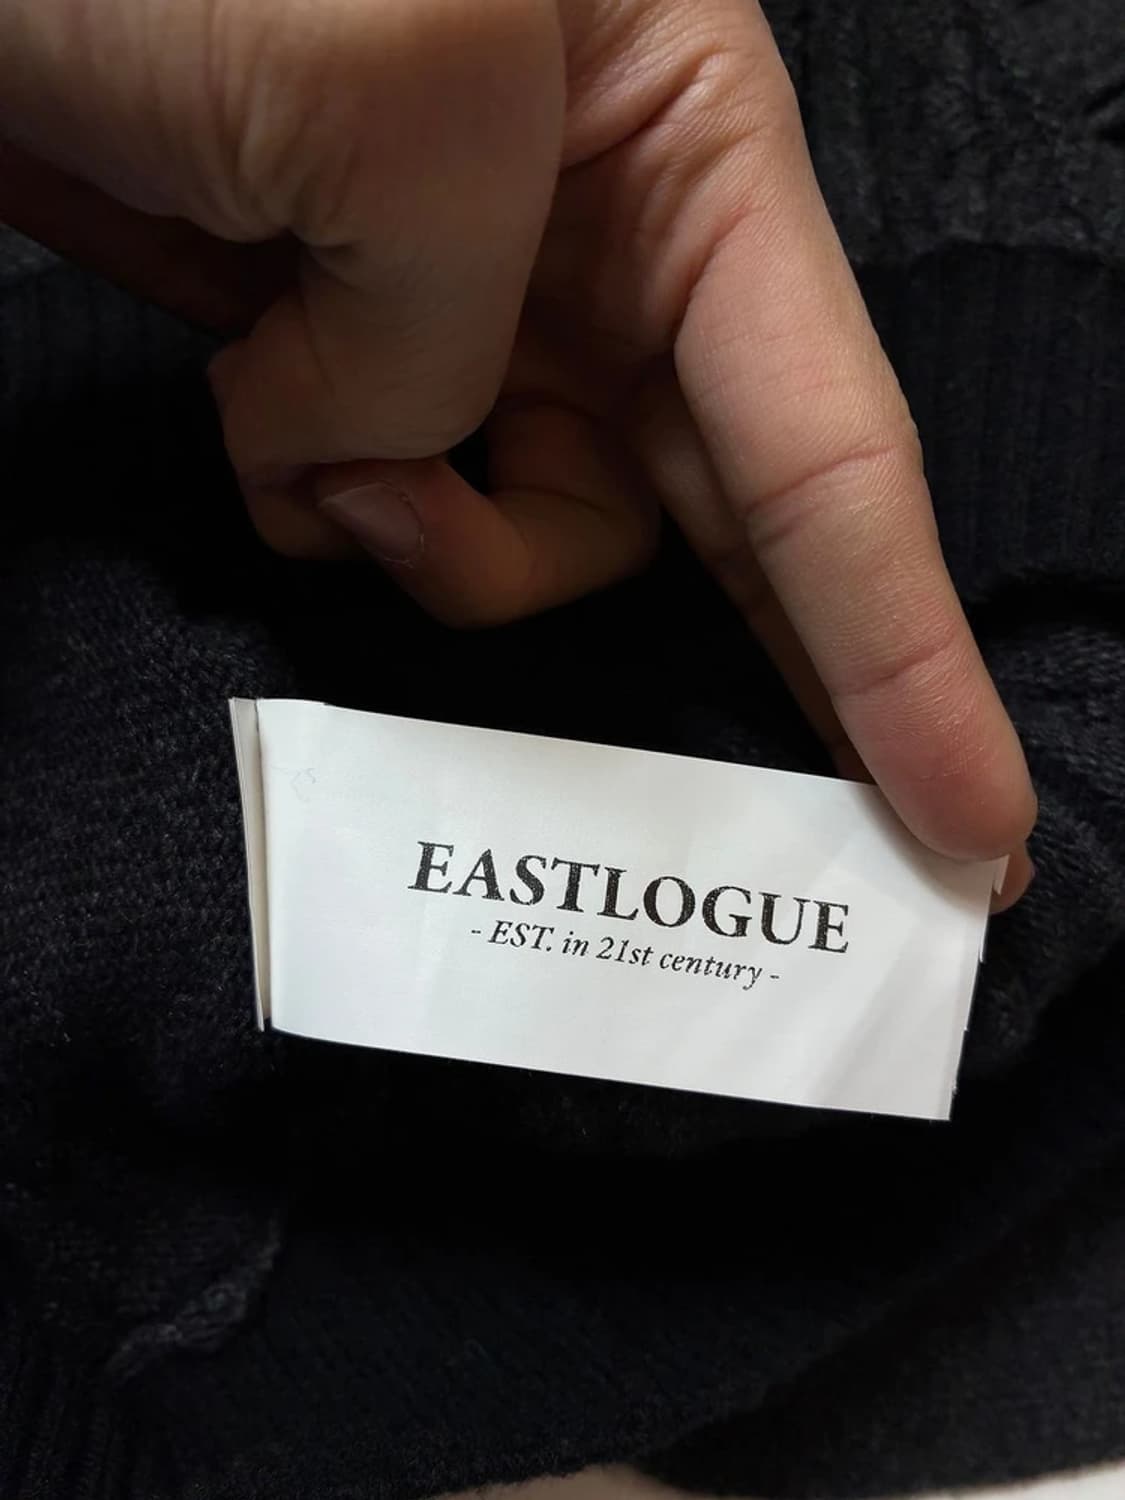 EASTLOGUE
- EST. in 21st century -